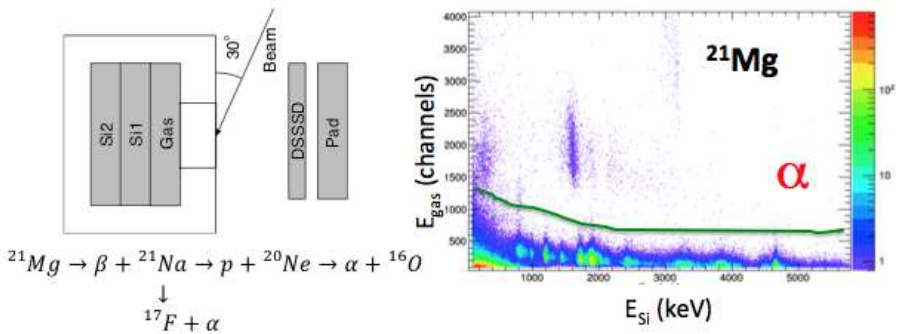 30°
Beam
Si2
Si1
Gas
DSSSD
Pad
²¹Mg → β + ²¹Na → p + ²⁰Ne → α + ¹⁶O
↓
¹⁷F + α
²¹Mg
α
E_gas (channels)
4000
3500
3000
2500
2000
1500
1000
500
1000
2000
3000
4000
5000
E_Si (keV)
10²
10
1